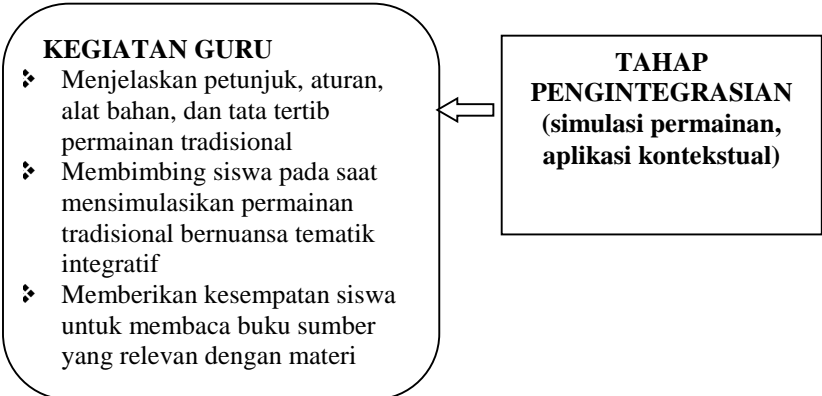 KEGIATAN GURU
❖ Menjelaskan petunjuk, aturan,
alat bahan, dan tata tertib
permainan tradisional
❖ Membimbing siswa pada saat
mensimulasikan permainan
tradisional bernuansa tematik
integratif
❖ Memberikan kesempatan siswa
untuk membaca buku sumber
yang relevan dengan materi
TAHAP
PENGINTEGRASIAN
(simulasi permainan,
aplikasi kontekstual)